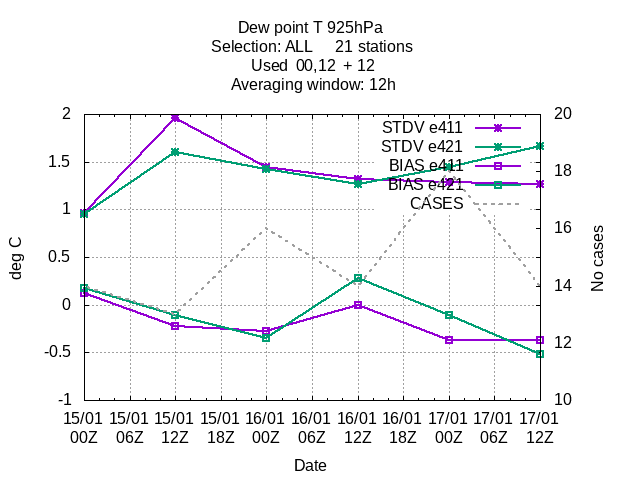 Dew point T 925hPa
Selection: ALL 21 stations
Used 00,12 + 12
Averaging window: 12h
2
1.5
1
0.5
0
-0.5
-1
deg C
20
18
16
14
12
10
No cases
STDV e411
STDV e421
BIAS e411
BIAS e421
CASES
15/01 15/01 15/01 15/01 16/01 16/01 16/01 16/01 17/01 17/01 17/01
00Z 06Z 12Z 18Z 00Z 06Z 12Z 18Z 00Z 06Z 12Z
Date